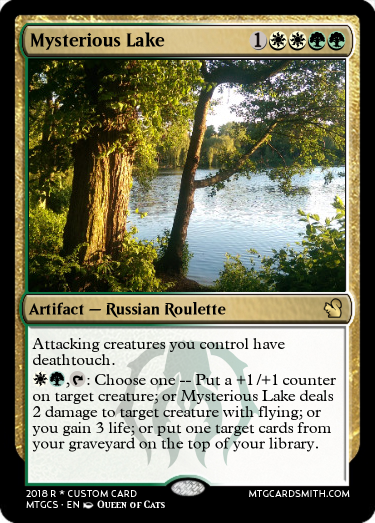 Mysterious Lake 1
Artifact — Russian Roulette
Attacking creatures you control have
deathtouch.
, : Choose one -- Put a +1/+1 counter
on target creature; or Mysterious Lake deals
2 damage to target creature with flying; or
you gain 3 life; or put one target cards from
your graveyard on the top of your library.
2018 R * CUSTOM CARD
MTGCARDSMITH.COM
MTGCS • EN QUEEN OF CATS